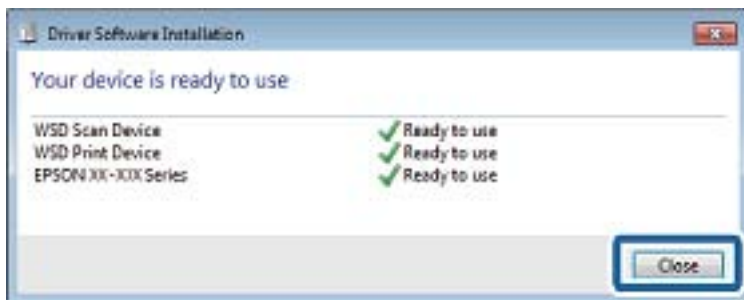 Driver Software Installation
Your device is ready to use
WSD Scan Device Ready to use
WSD Print Device Ready to use
EPSON XX-XXX Series Ready to use
Close